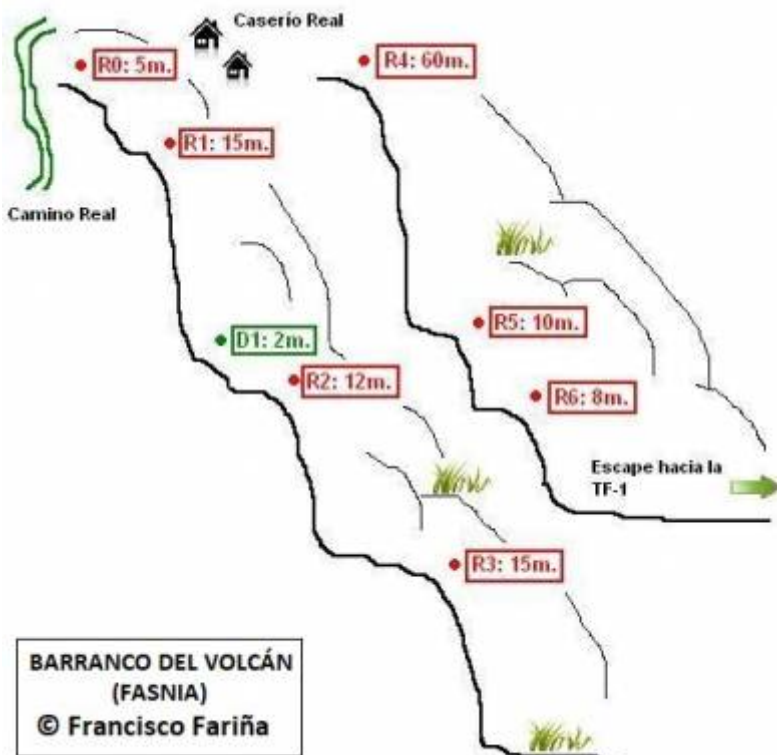 Caserío Real
R0: 5m.
R4: 60m.
R1: 15m.
Camino Real
R5: 10m.
D1: 2m.
R2: 12m.
R6: 8m.
Escape hacia la
TF-1
R3: 15m.
BARRANCO DEL VOLCÁN
(FASNIA)
© Francisco Fariña